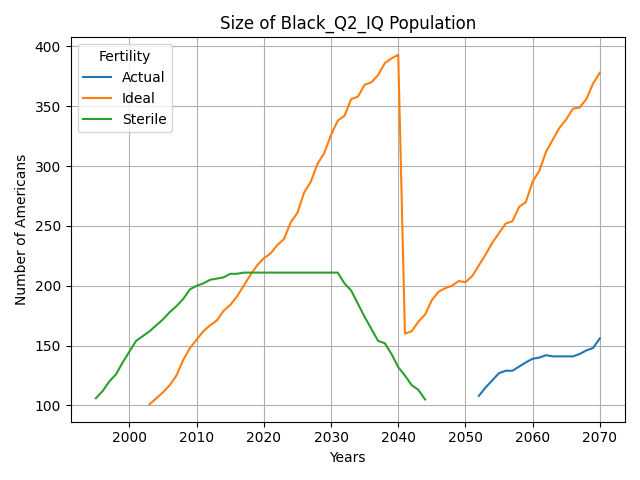 Size of Black_Q2_IQ Population
Number of Americans
400
350
300
250
200
150
100
Fertility
Actual
Ideal
Sterile
2000 2010 2020 2030 2040 2050 2060 2070
Years